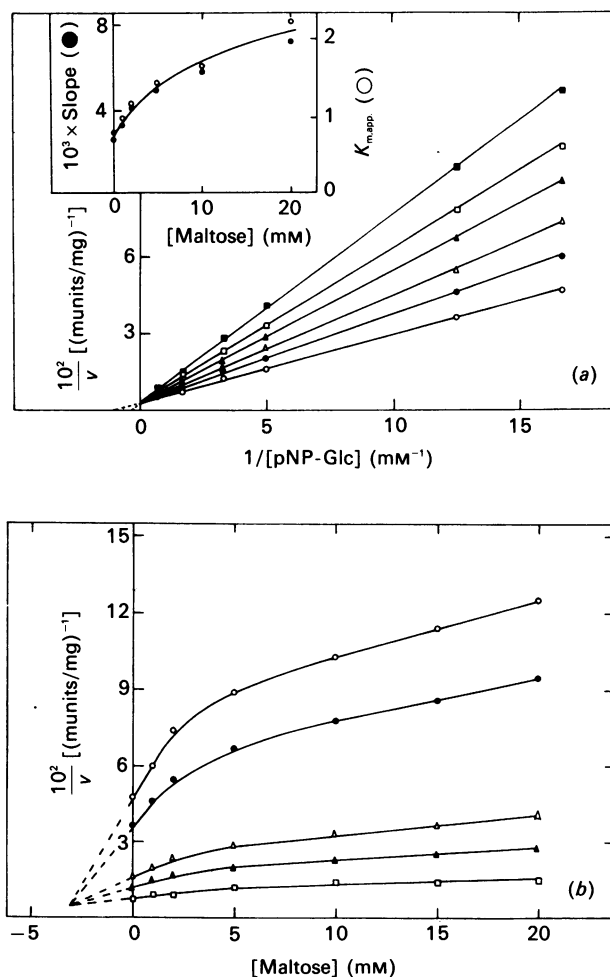 8
4
0
10³ × Slope (●)
2
1
0
Km,app. (○)
0 10 20
[Maltose] (mM)
6
3
10²/v [(munits/mg)⁻¹]
0 5 10 15
1/[pNP-Glc] (mM⁻¹)
(a)
15
12
9
6
3
10²/v [(munits/mg)⁻¹]
−5 0 5 10 15 20
[Maltose] (mM)
(b)